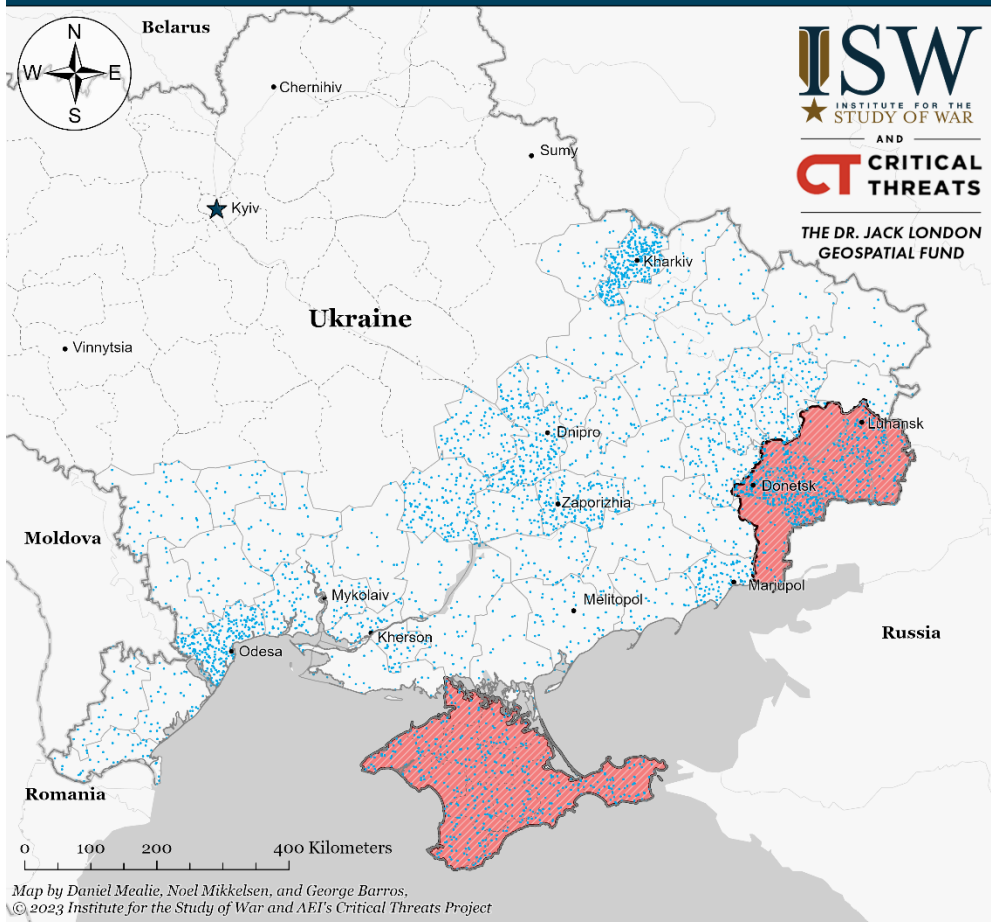 N
W E
S
Belarus
ISW
INSTITUTE FOR THE
STUDY OF WAR
AND
CT CRITICAL
THREATS
THE DR. JACK LONDON
GEOSPATIAL FUND
Chernihiv
Sumy
Kyiv
Kharkiv
Ukraine
Vinnytsia
Luhansk
Dnipro
Donetsk
Zaporizhia
Moldova
Mariupol
Mykolaiv
Melitopol
Kherson
Russia
Odesa
Romania
0 100 200 400 Kilometers
Map by Daniel Mealie, Noel Mikkelsen, and George Barros,
© 2023 Institute for the Study of War and AEI's Critical Threats Project